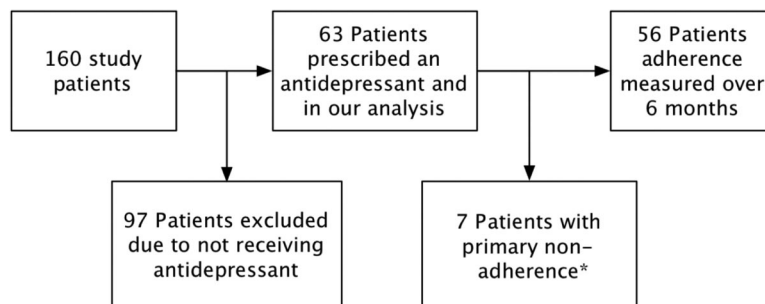 160 study
patients
63 Patients
prescribed an
antidepressant and
in our analysis
56 Patients
adherence
measured over
6 months
97 Patients excluded
due to not receiving
antidepressant
7 Patients with
primary non-
adherence*